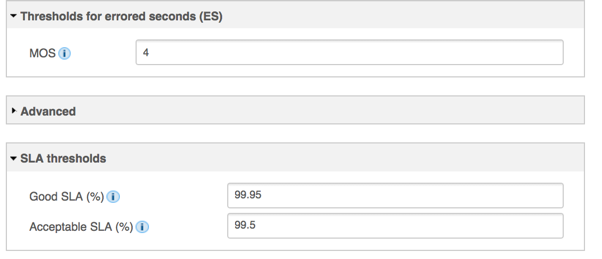 Thresholds for errored seconds (ES)
MOS 4
Advanced
SLA thresholds
Good SLA (%) 99.95
Acceptable SLA (%) 99.5